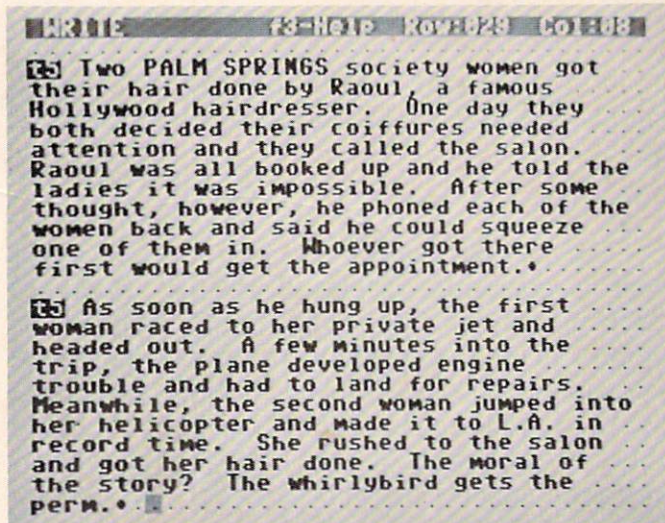 WRITE f3-Help Row:029 Col:08
t5 Two PALM SPRINGS society women got
their hair done by Raoul, a famous
Hollywood hairdresser. One day they
both decided their coiffures needed
attention and they called the salon.
Raoul was all booked up and he told the
ladies it was impossible. After some
thought, however, he phoned each of the
women back and said he could squeeze
one of them in. Whoever got there
first would get the appointment.
t5 As soon as he hung up, the first
woman raced to her private jet and
headed out. A few minutes into the
trip, the plane developed engine
trouble and had to land for repairs.
Meanwhile, the second woman jumped into
her helicopter and made it to L.A. in
record time. She rushed to the salon
and got her hair done. The moral of
the story? The whirlybird gets the
perm.